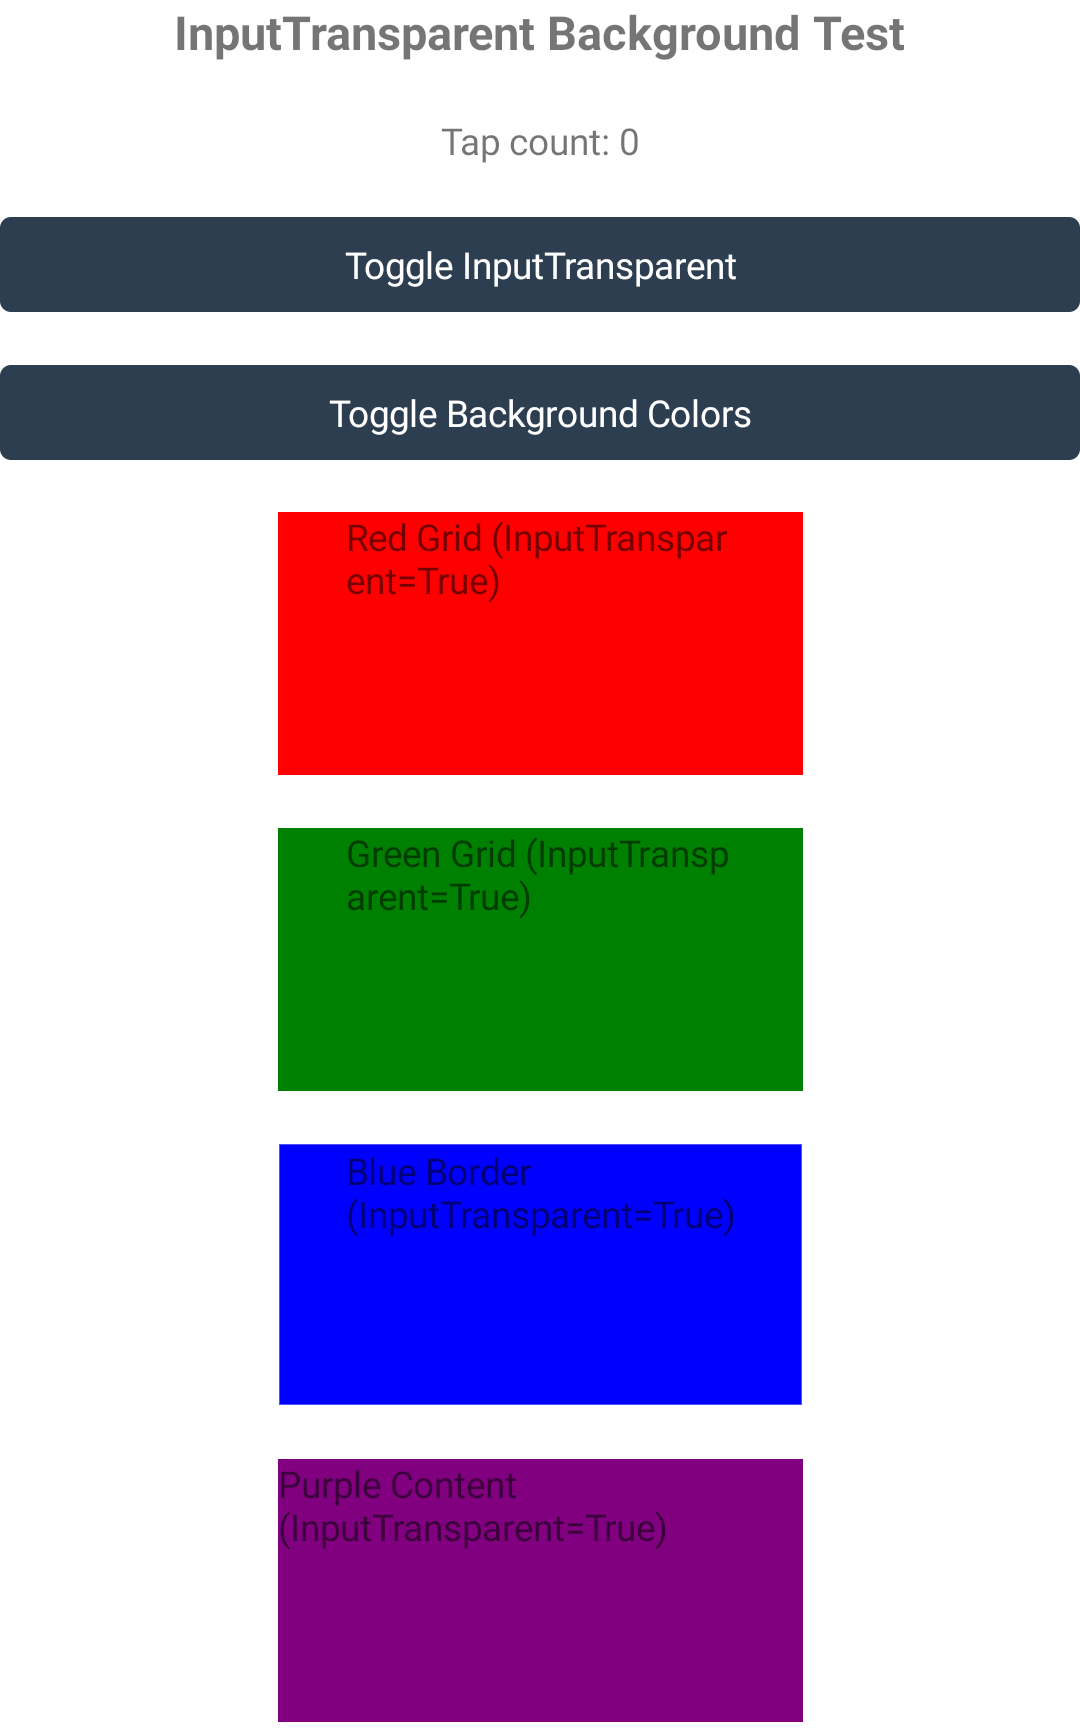 InputTransparent Background Test
Tap count: 0
Toggle InputTransparent
Toggle Background Colors
Red Grid (InputTranspar
ent=True)
Green Grid (InputTransp
arent=True)
Blue Border
(InputTransparent=True)
Purple Content
(InputTransparent=True)